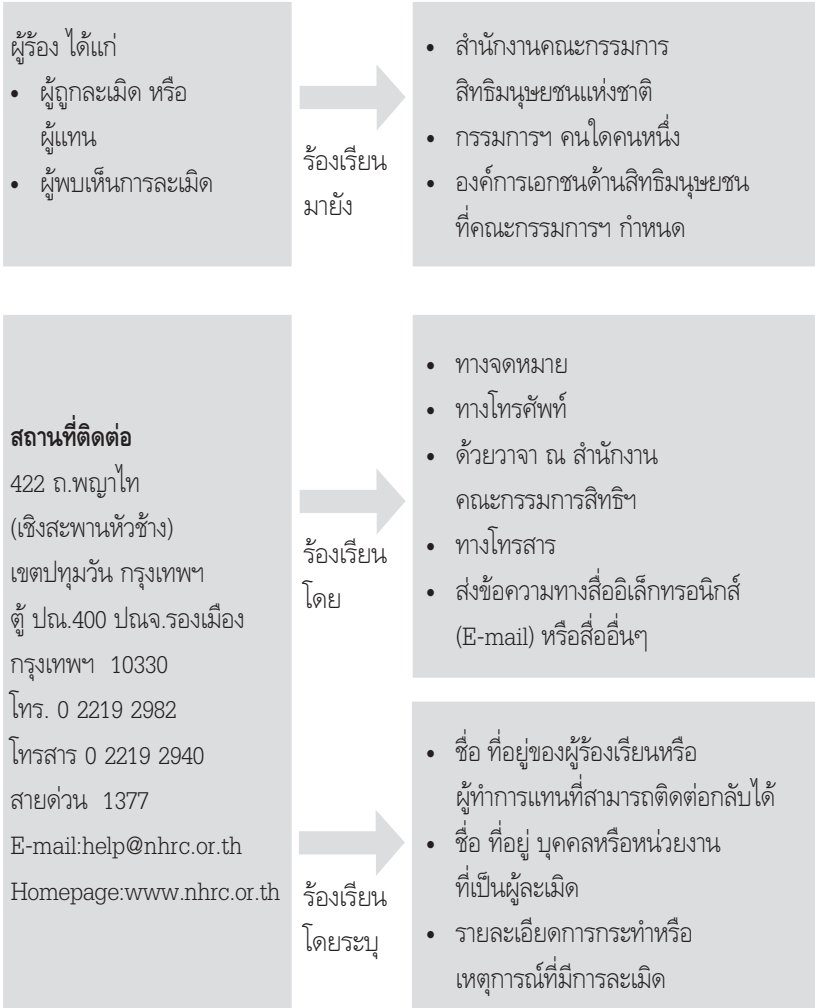 ผู้ร้อง ได้แก่
• ผู้ถูกละเมิด หรือ
ผู้แทน
• ผู้พบเห็นการละเมิด
ร้องเรียน
มายัง
• สำนักงานคณะกรรมการ
สิทธิมนุษยชนแห่งชาติ
• กรรมการฯ คนใดคนหนึ่ง
• องค์การเอกชนด้านสิทธิมนุษยชน
ที่คณะกรรมการฯ กำหนด
สถานที่ติดต่อ
422 ถ.พญาไท
(เชิงสะพานหัวช้าง)
เขตปทุมวัน กรุงเทพฯ
ตู้ ปณ.400 ปณจ.รองเมือง
กรุงเทพฯ 10330
โทร. 0 2219 2982
โทรสาร 0 2219 2940
สายด่วน 1377
E-mail:help@nhrc.or.th
Homepage:www.nhrc.or.th
ร้องเรียน
โดย
• ทางจดหมาย
• ทางโทรศัพท์
• ด้วยวาจา ณ สำนักงาน
คณะกรรมการสิทธิฯ
• ทางโทรสาร
• ส่งข้อความทางสื่ออิเล็กทรอนิกส์
(E-mail) หรือสื่ออื่นๆ
ร้องเรียน
โดยระบุ
• ชื่อ ที่อยู่ของผู้ร้องเรียนหรือ
ผู้ทำการแทนที่สามารถติดต่อกลับได้
• ชื่อ ที่อยู่ บุคคลหรือหน่วยงาน
ที่เป็นผู้ละเมิด
• รายละเอียดการกระทำหรือ
เหตุการณ์ที่มีการละเมิด